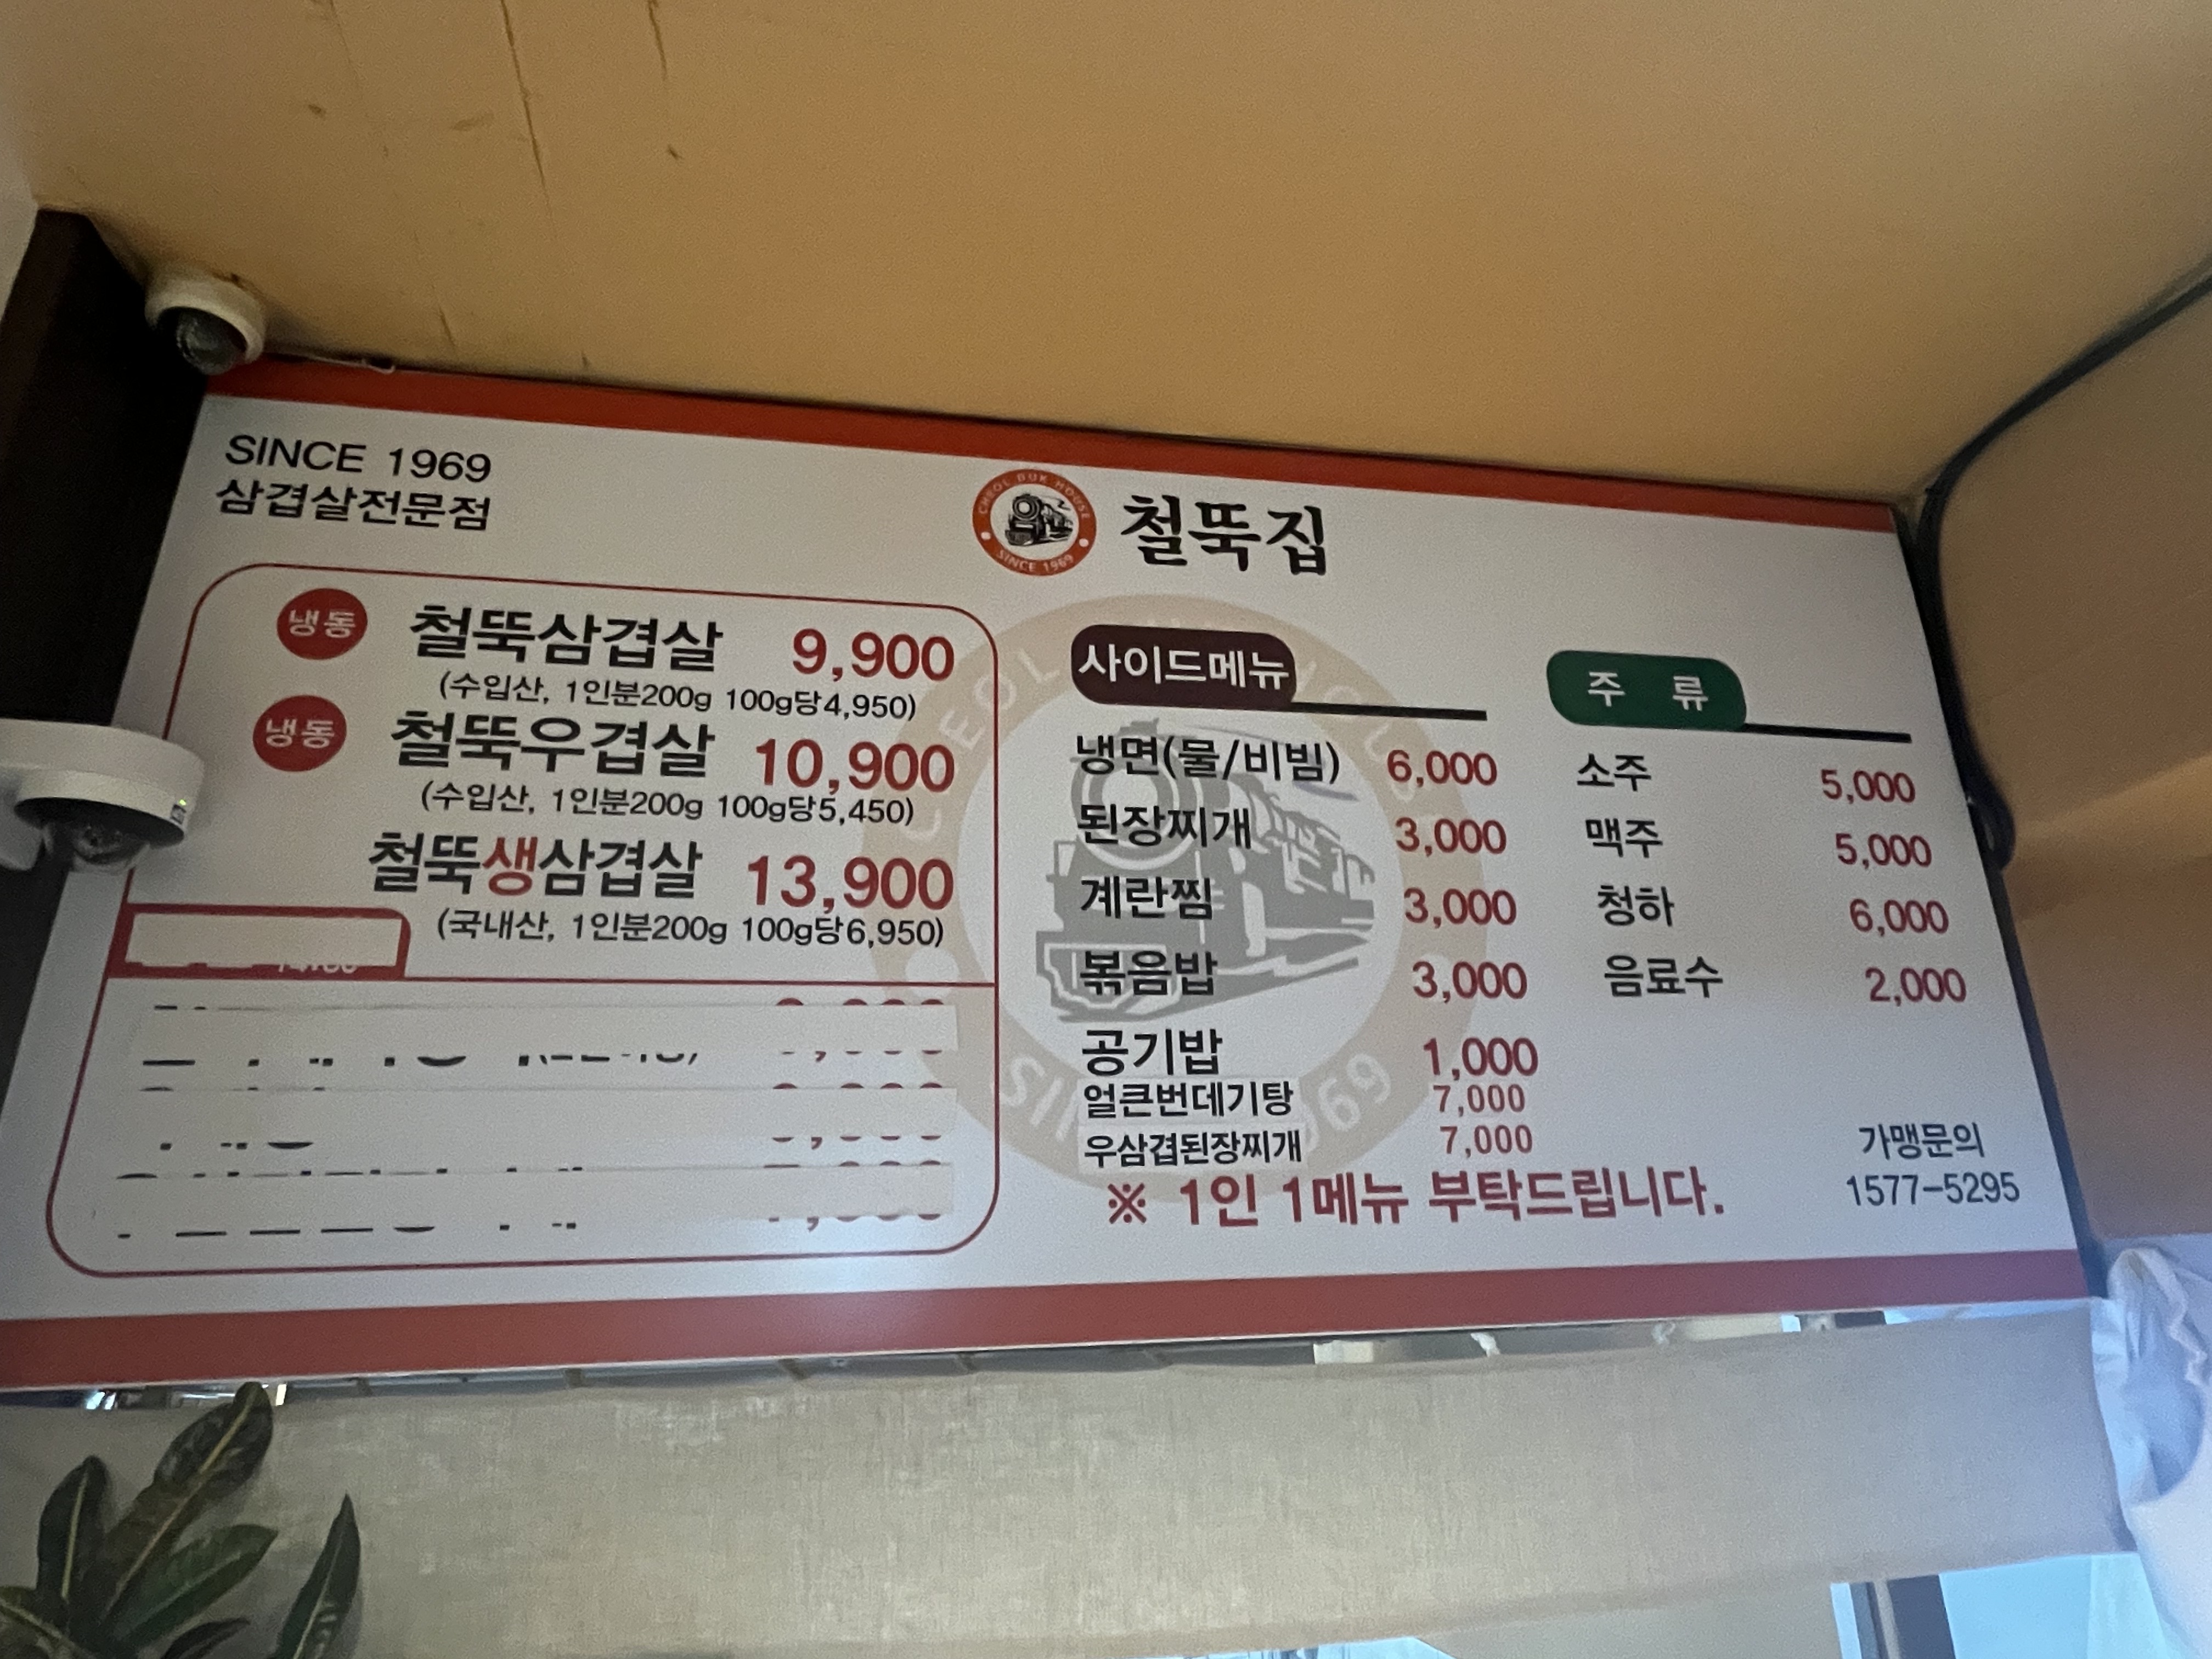 SINCE 1969
삼겹살전문점
CHEOL DUK HOUSE
SINCE 1969
철뚝집
냉동 철뚝삼겹살 9,900
(수입산, 1인분200g 100g당4,950)
냉동 철뚝우겹살 10,900
(수입산, 1인분200g 100g당5,450)
철뚝생삼겹살 13,900
(국내산, 1인분200g 100g당6,950)
사이드메뉴
냉면(물/비빔) 6,000
된장찌개 3,000
계란찜 3,000
볶음밥 3,000
공기밥 1,000
얼큰번데기탕 7,000
우삼겹된장찌개 7,000
※ 1인 1메뉴 부탁드립니다.
주 류
소주 5,000
맥주 5,000
청하 6,000
음료수 2,000
가맹문의
1577-5295